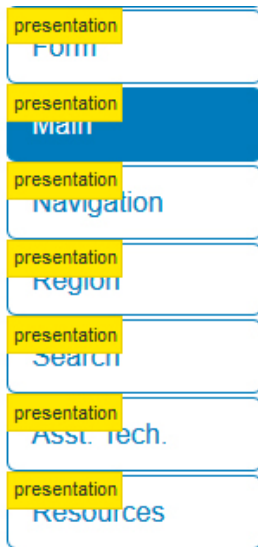 presentation
Form
presentation
Main
presentation
Navigation
presentation
Region
presentation
Search
presentation
Asst. Tech.
presentation
Resources